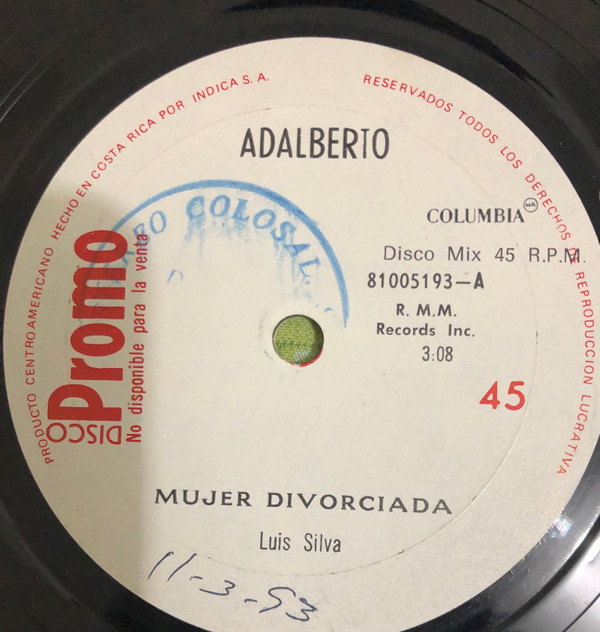 PRODUCTO CENTROAMERICANO HECHO EN COSTA RICA POR INDICA S. A.
RESERVADOS TODOS LOS DERECHOS REPRODUCCION LUCRATIVA
ADALBERTO
COLOSAL
COLUMBIA MR
Disco Mix 45 R.P.M.
81005193-A
R. M. M.
Records Inc.
3:08
45
DISCO
Promo
No disponible para la venta
MUJER DIVORCIADA
Luis Silva
11-3-93